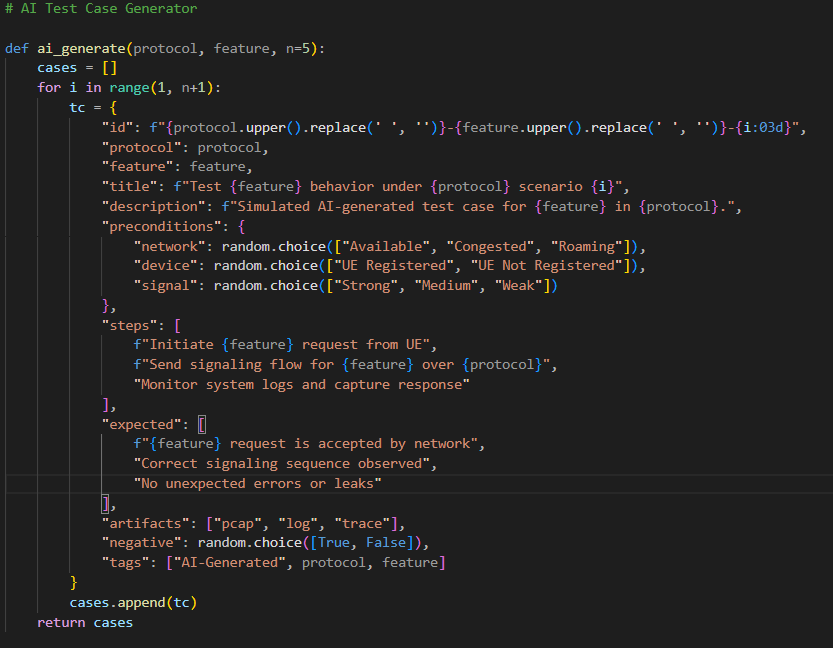 # AI Test Case Generator
def ai_generate(protocol, feature, n=5):
    cases = []
    for i in range(1, n+1):
        tc = {
            "id": f"{protocol.upper().replace(' ', '')}-{feature.upper().replace(' ', '')}-{i:03d}",
            "protocol": protocol,
            "feature": feature,
            "title": f"Test {feature} behavior under {protocol} scenario {i}",
            "description": f"Simulated AI-generated test case for {feature} in {protocol}.",
            "preconditions": {
                "network": random.choice(["Available", "Congested", "Roaming"]),
                "device": random.choice(["UE Registered", "UE Not Registered"]),
                "signal": random.choice(["Strong", "Medium", "Weak"])
            },
            "steps": [
                f"Initiate {feature} request from UE",
                f"Send signaling flow for {feature} over {protocol}",
                "Monitor system logs and capture response"
            ],
            "expected": [
                f"{feature} request is accepted by network",
                "Correct signaling sequence observed",
                "No unexpected errors or leaks"
            ],
            "artifacts": ["pcap", "log", "trace"],
            "negative": random.choice([True, False]),
            "tags": ["AI-Generated", protocol, feature]
        }
        cases.append(tc)
    return cases